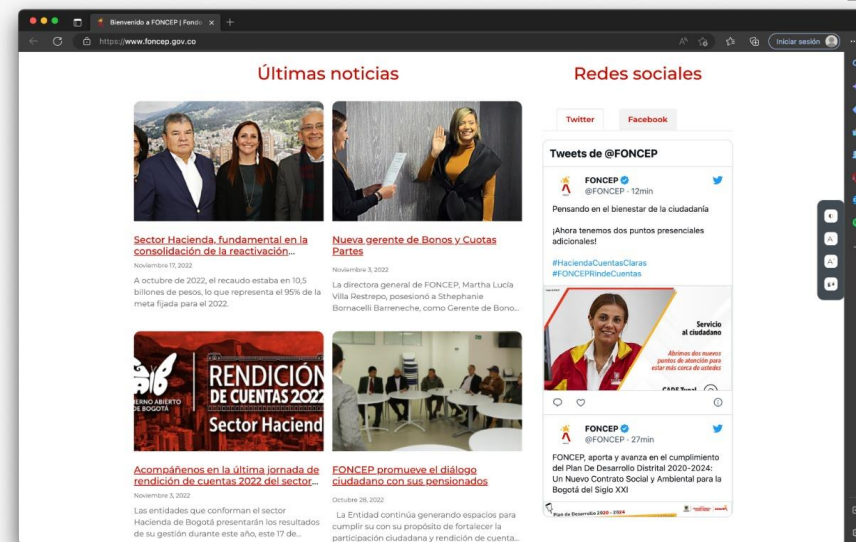 Bienvenido a FONCEP | Fondo
https://www.foncep.gov.co
Iniciar sesión
Últimas noticias
Redes sociales
Twitter
Facebook
Tweets de @FONCEP
FONCEP
@FONCEP · 12min
Pensando en el bienestar de la ciudadanía
¡Ahora tenemos dos puntos presenciales
adicionales!
#HaciendaCuentasClaras
#FONCEPRindeCuentas
Servicio
al ciudadano
Abrimos dos nuevos
puntos de atención para
estar más cerca de ustedes
CADE Tunal
FONCEP
@FONCEP · 27min
FONCEP, aporta y avanza en el cumplimiento
del Plan De Desarrollo Distrital 2020-2024:
Un Nuevo Contrato Social y Ambiental para la
Bogotá del Siglo XXI
Plan de Desarrollo 2020 - 2024
Sector Hacienda, fundamental en la
consolidación de la reactivación...
Noviembre 17, 2022
A octubre de 2022, el recaudo estaba en 10,5
billones de pesos, lo que representa el 95% de la
meta fijada para el 2022.
Nueva gerente de Bonos y Cuotas
Partes
Noviembre 3, 2022
La directora general de FONCEP, Martha Lucía
Villa Restrepo, posesionó a Sthephanie
Bornacelli Barreneche, como Gerente de Bono...
IERNO ABIERTO
DE BOGOTÁ
RENDICIÓN
DE CUENTAS 2022
Sector Haciend
Acompáñenos en la última jornada de
rendición de cuentas 2022 del sector...
Noviembre 3, 2022
Las entidades que conforman el sector
Hacienda de Bogotá presentarán los resultados
de su gestión durante este año, este 17 de...
FONCEP promueve el diálogo
ciudadano con sus pensionados
Octubre 28, 2022
La Entidad continúa generando espacios para
cumplir su con su propósito de fortalecer la
participación ciudadana y rendición de cuenta...